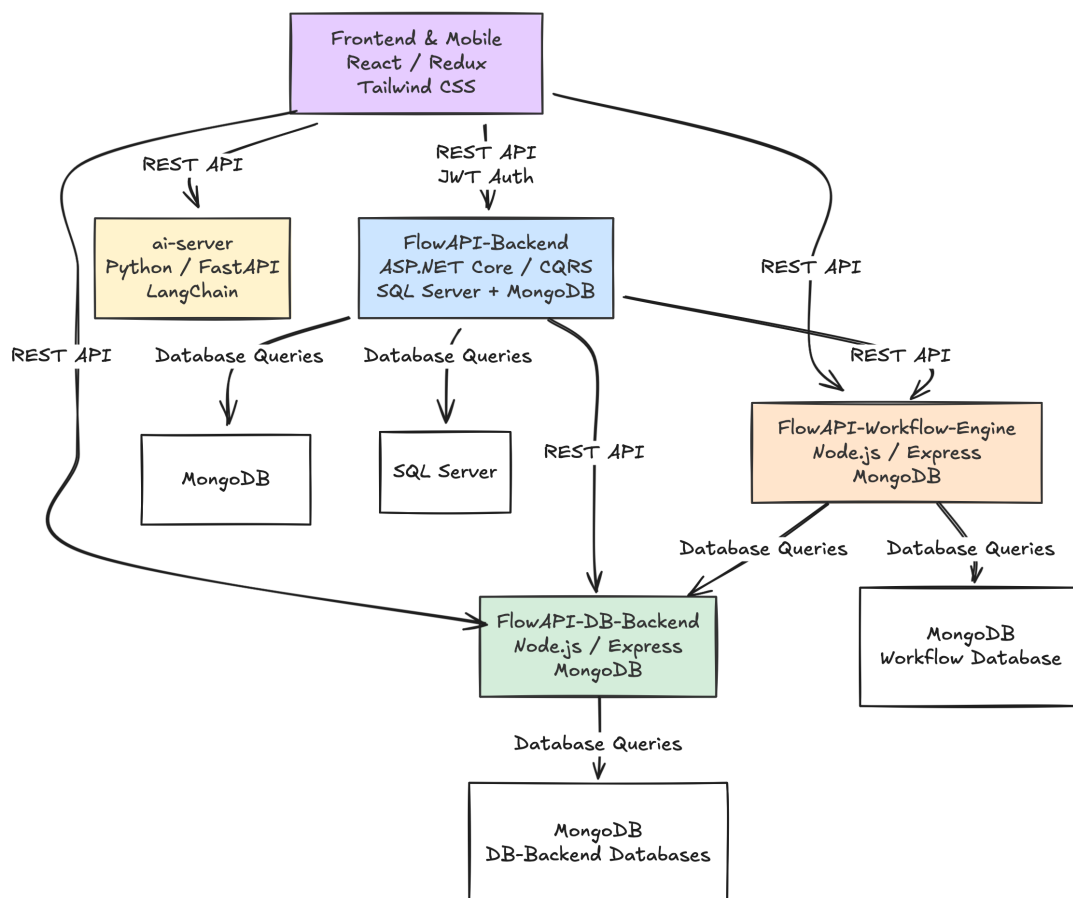 Frontend & Mobile
React / Redux
Tailwind CSS
REST API
REST API
JWT Auth
ai-server
Python / FastAPI
LangChain
FlowAPI-Backend
ASP.NET Core / CQRS
SQL Server + MongoDB
REST API
REST API
Database Queries
Database Queries
REST API
MongoDB
SQL Server
REST API
FlowAPI-Workflow-Engine
Node.js / Express
MongoDB
Database Queries
Database Queries
FlowAPI-DB-Backend
Node.js / Express
MongoDB
MongoDB
Workflow Database
Database Queries
MongoDB
DB-Backend Databases